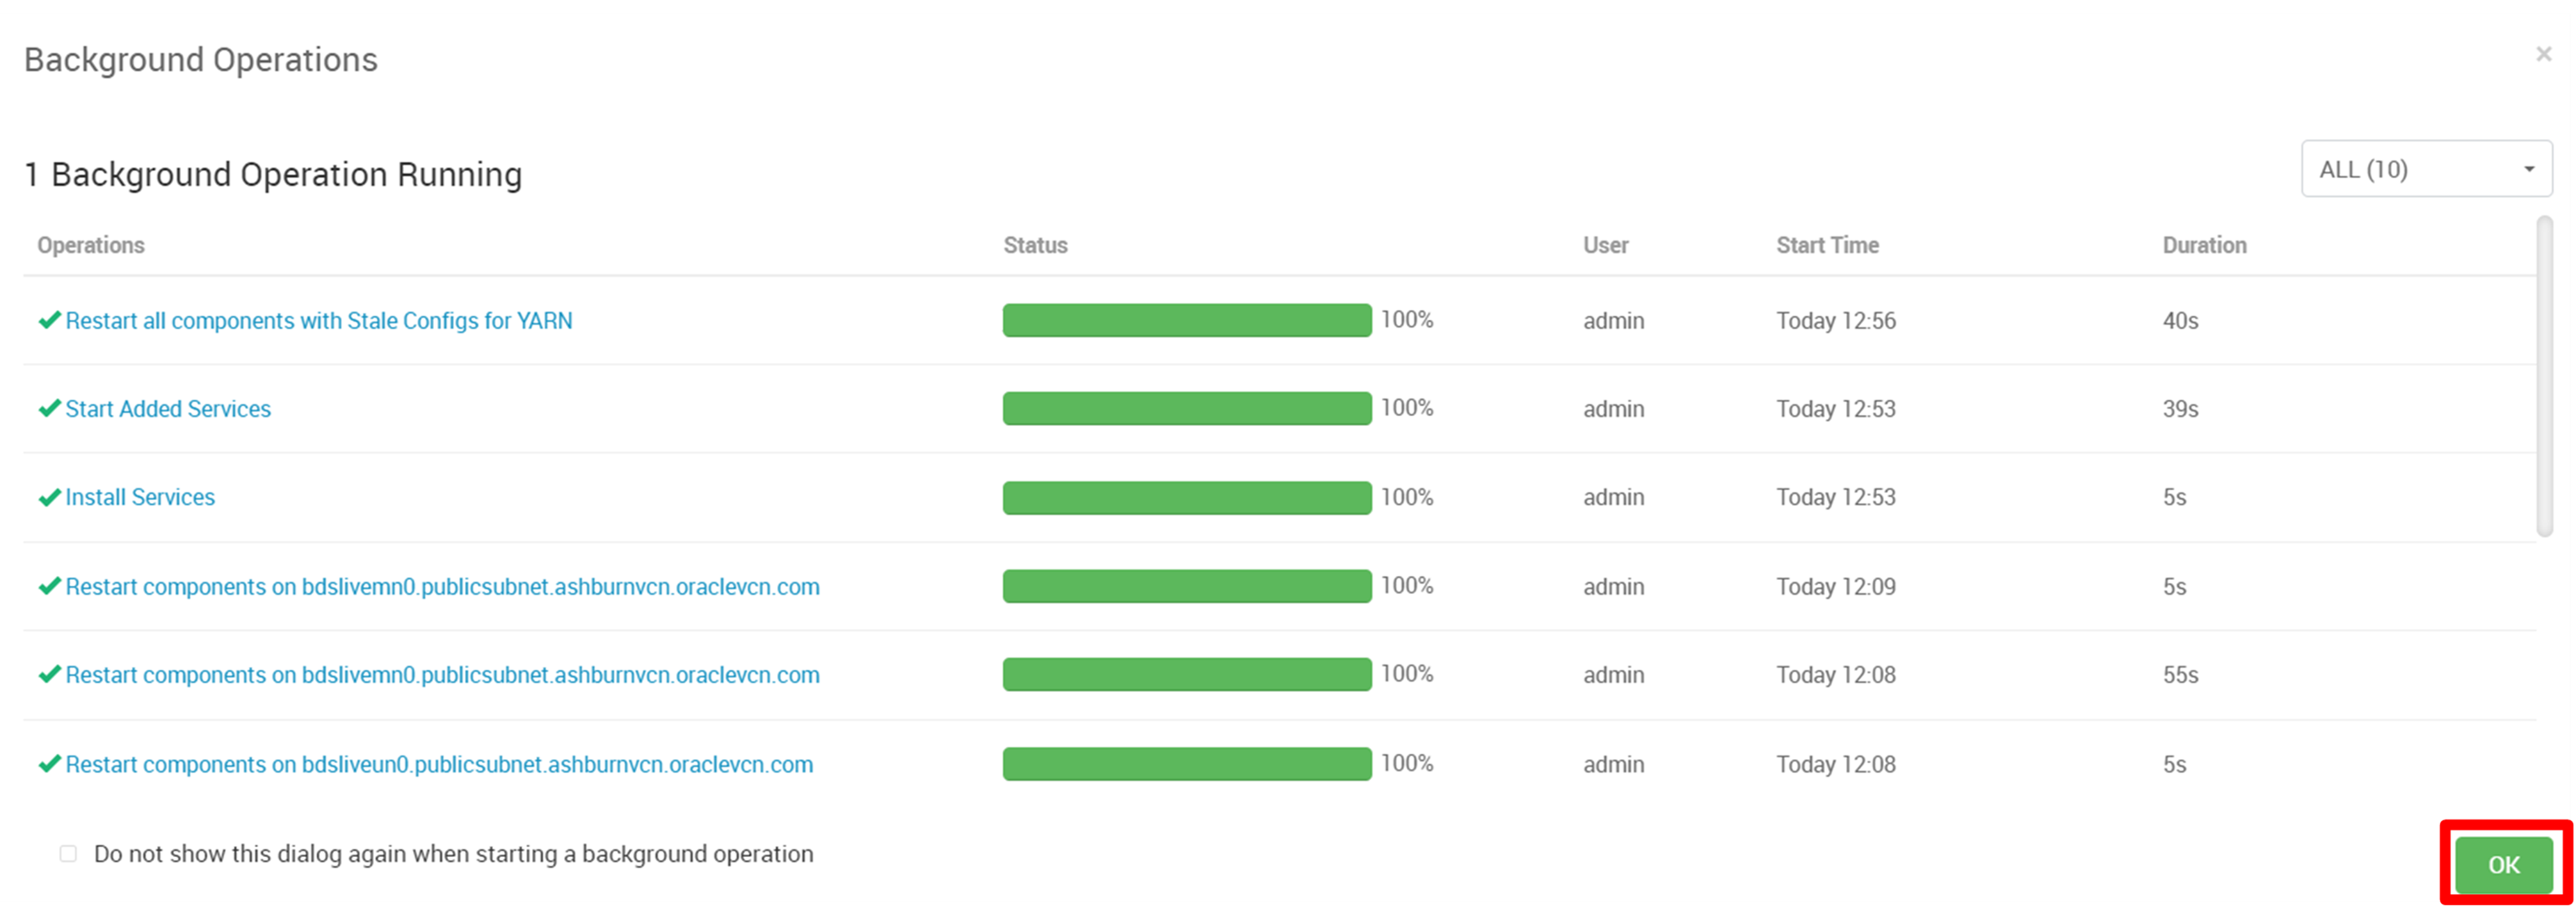 Background Operations ×
1 Background Operation Running ALL (10)
Operations Status User Start Time Duration
Restart all components with Stale Configs for YARN 100% admin Today 12:56 40s
Start Added Services 100% admin Today 12:53 39s
Install Services 100% admin Today 12:53 5s
Restart components on bdslivemn0.publicsubnet.ashburnvcn.oraclevcn.com 100% admin Today 12:09 5s
Restart components on bdslivemn0.publicsubnet.ashburnvcn.oraclevcn.com 100% admin Today 12:08 55s
Restart components on bdsliveun0.publicsubnet.ashburnvcn.oraclevcn.com 100% admin Today 12:08 5s
Do not show this dialog again when starting a background operation OK